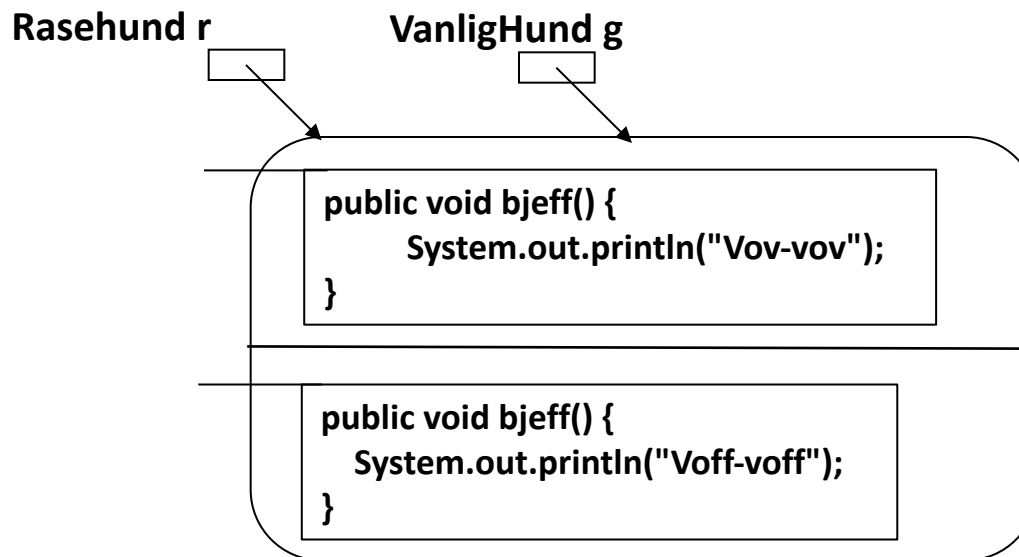 Rasehund r
VanligHund g
public void bjeff() {
System.out.println("Vov-vov");
}
public void bjeff() {
System.out.println("Voff-voff");
}